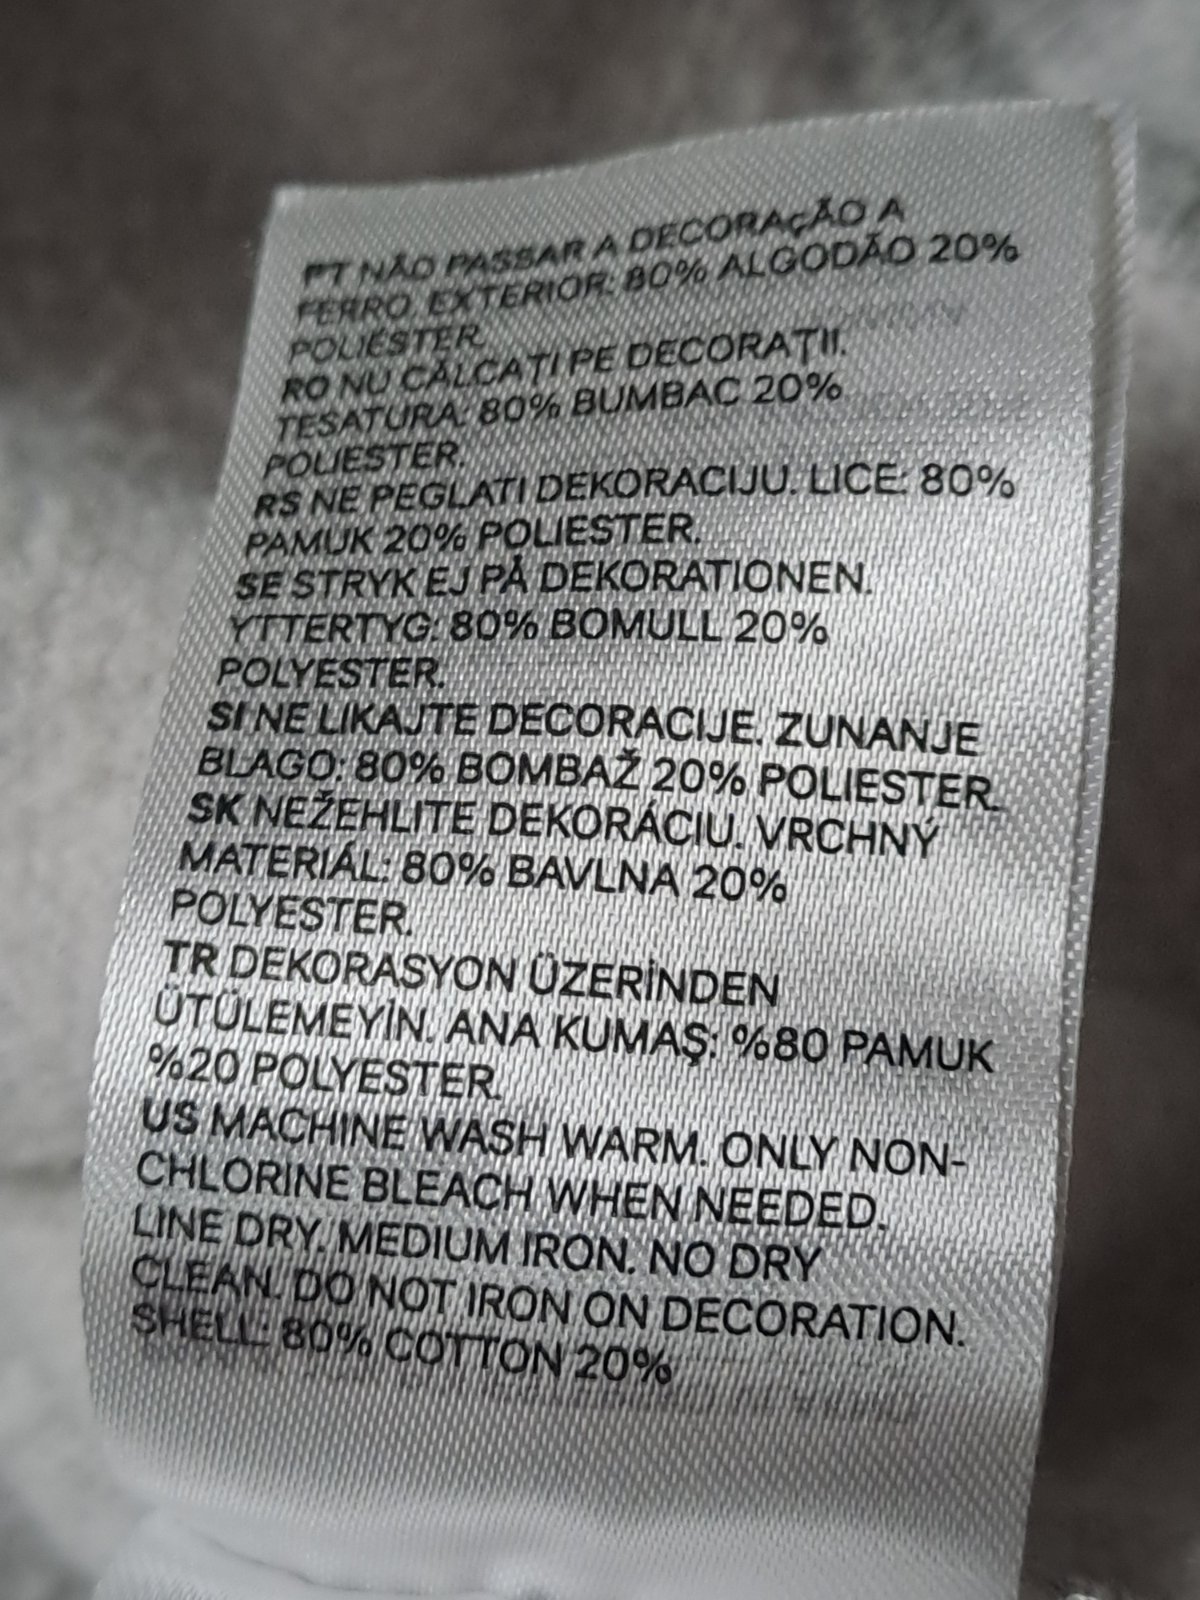 PT NÃO PASSAR A DECORAÇÃO A
FERRO. EXTERIOR: 80% ALGODÃO 20%
POLIÉSTER.
RO NU CĂLCAȚI PE DECORAȚII.
TESATURA: 80% BUMBAC 20%
POLIESTER.
RS NE PEGLATI DEKORACIJU. LICE: 80%
PAMUK 20% POLIESTER.
SE STRYK EJ PÅ DEKORATIONEN.
YTTERTYG: 80% BOMULL 20%
POLYESTER.
SI NE LIKAJTE DECORACIJE. ZUNANJE
BLAGO: 80% BOMBAŽ 20% POLIESTER.
SK NEŽEHLITE DEKORÁCIU. VRCHNÝ
MATERIÁL: 80% BAVLNA 20%
POLYESTER.
TR DEKORASYON ÜZERİNDEN
ÜTÜLEMEYİN. ANA KUMAŞ: %80 PAMUK
%20 POLYESTER.
US MACHINE WASH WARM. ONLY NON-
CHLORINE BLEACH WHEN NEEDED.
LINE DRY. MEDIUM IRON. NO DRY
CLEAN. DO NOT IRON ON DECORATION.
SHELL: 80% COTTON 20%